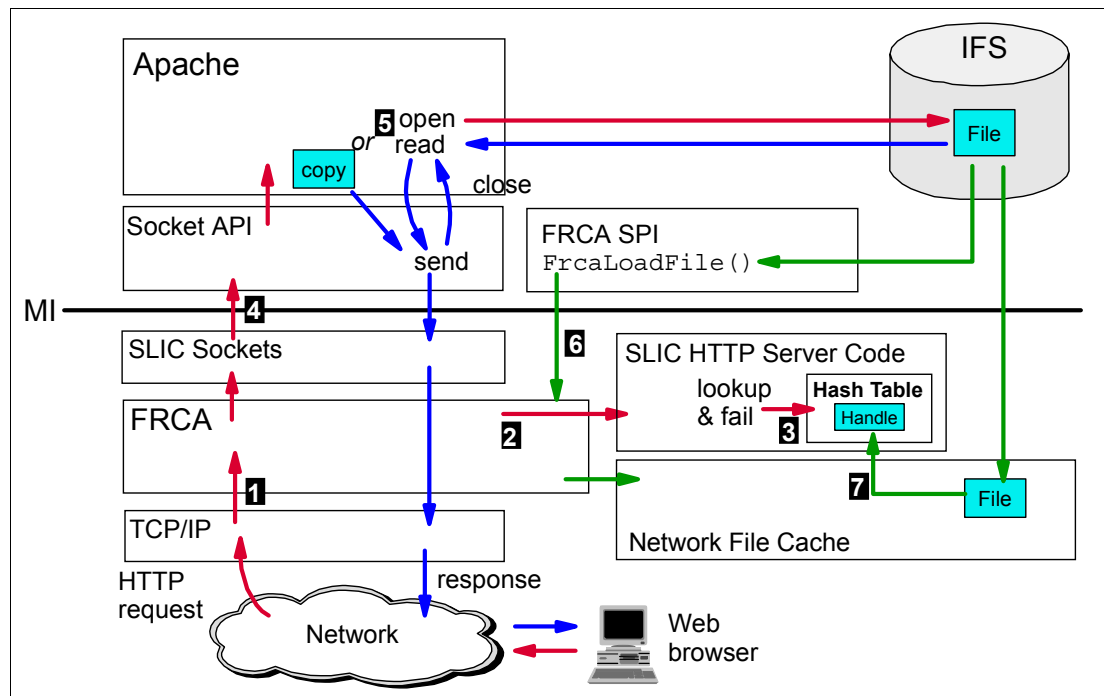 Apache
IFS
5 open
or read
copy
close
File
Socket API
send
FRCA SPI
FrcaLoadFile()
MI
4
SLIC Sockets
6
SLIC HTTP Server Code
lookup
& fail
3
Hash Table
Handle
FRCA
2
1
7
File
TCP/IP
Network File Cache
HTTP
request
response
Network
Web
browser